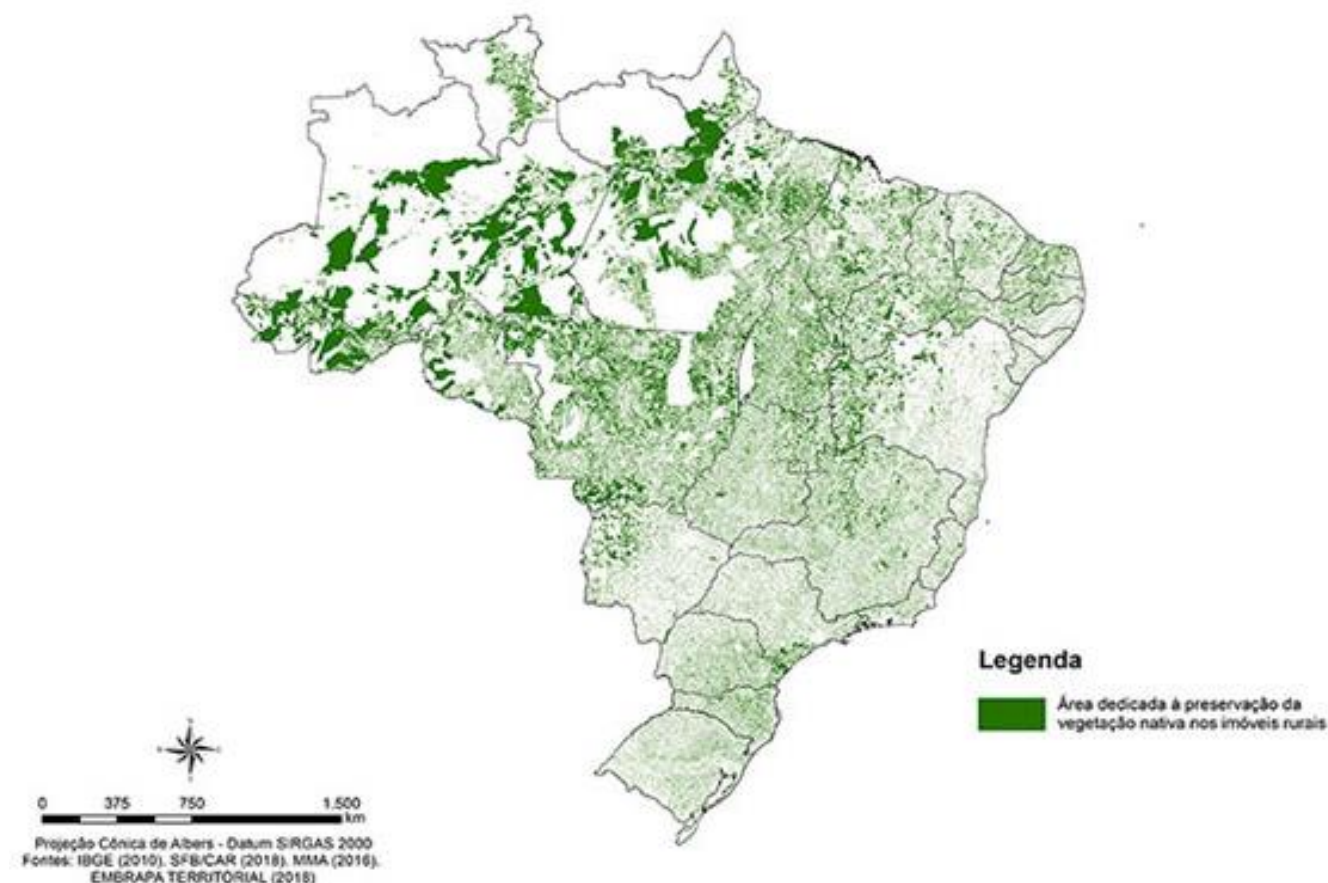 Legenda
Área dedicada à preservação da
vegetação nativa nos imóveis rurais
0 375 750 1.500
km
Projeção Cônica de Albers - Datum SIRGAS 2000
Fontes: IBGE (2010), SFB/CAR (2018), MMA (2016),
EMBRAPA TERRITORIAL (2018)